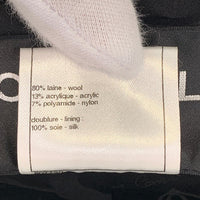 80% laine - wool
13% acrylique - acrylic
7% polyamide - nylon
doublure - lining :
100% soie - silk